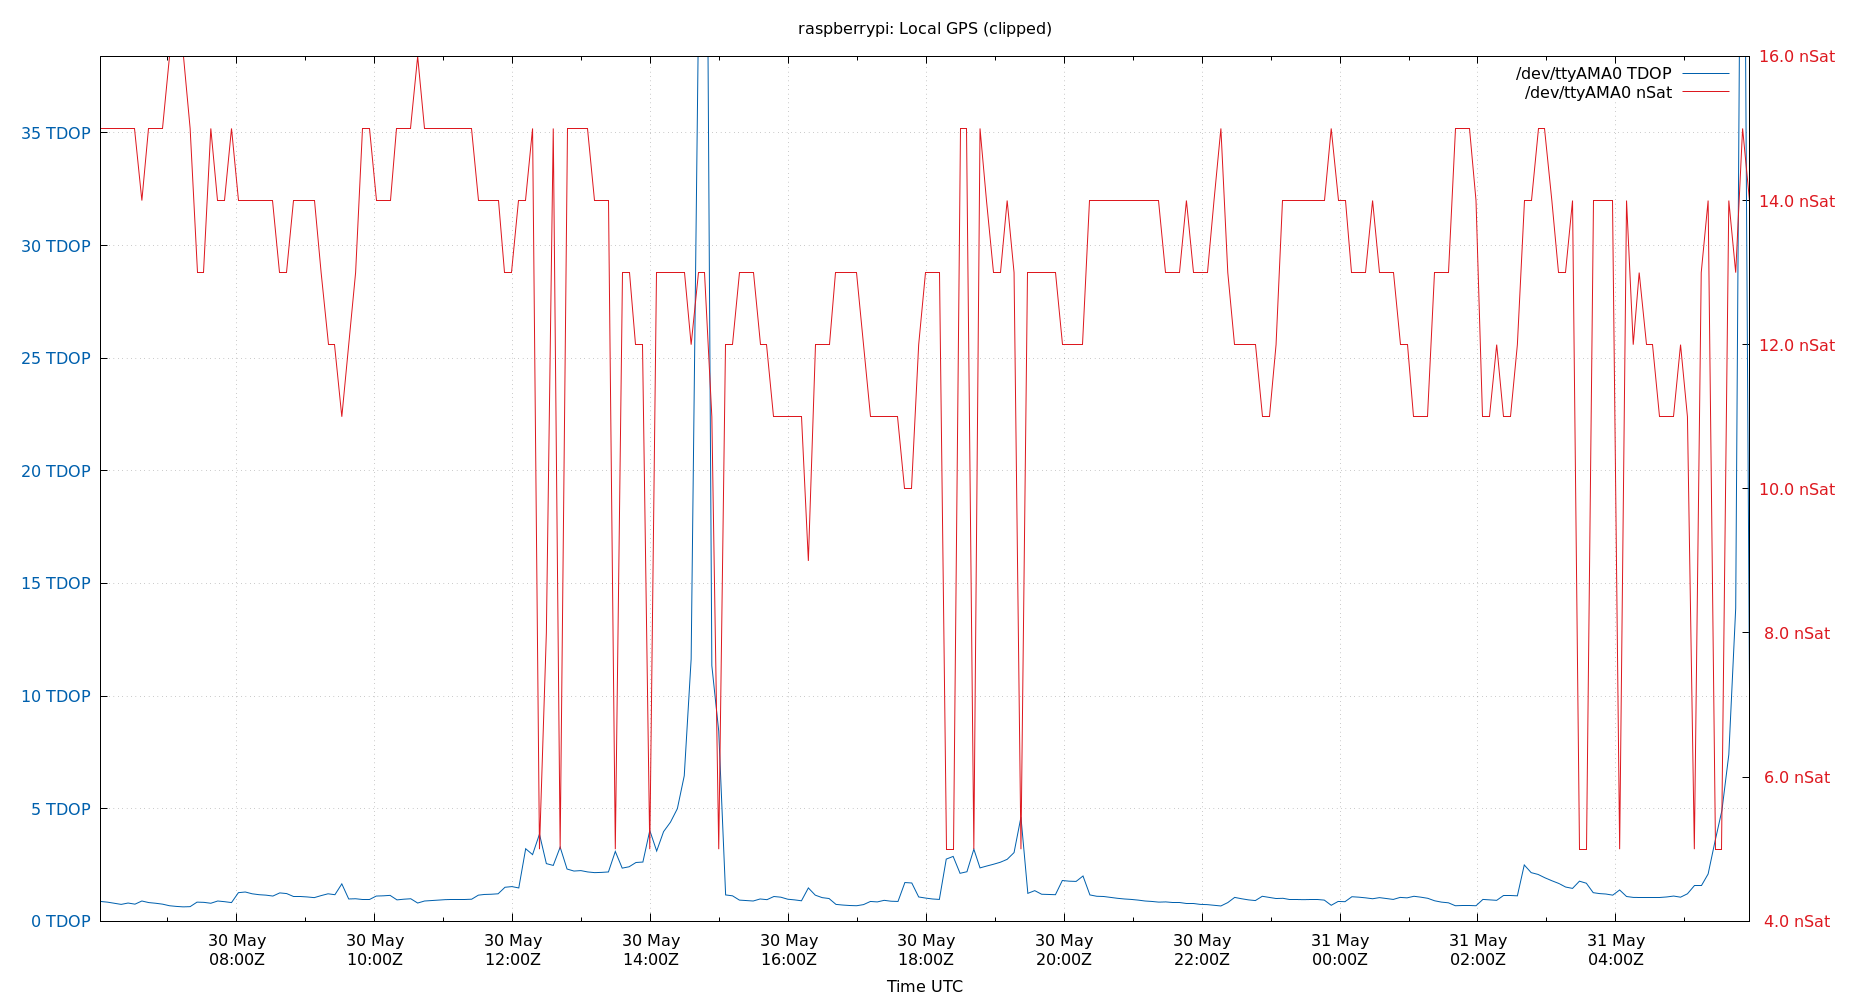 raspberrypi: Local GPS (clipped)
/dev/ttyAMA0 TDOP
/dev/ttyAMA0 nSat
35 TDOP
30 TDOP
25 TDOP
20 TDOP
15 TDOP
10 TDOP
5 TDOP
0 TDOP
16.0 nSat
14.0 nSat
12.0 nSat
10.0 nSat
8.0 nSat
6.0 nSat
4.0 nSat
30 May
08:00Z
30 May
10:00Z
30 May
12:00Z
30 May
14:00Z
30 May
16:00Z
30 May
18:00Z
30 May
20:00Z
30 May
22:00Z
31 May
00:00Z
31 May
02:00Z
31 May
04:00Z
Time UTC